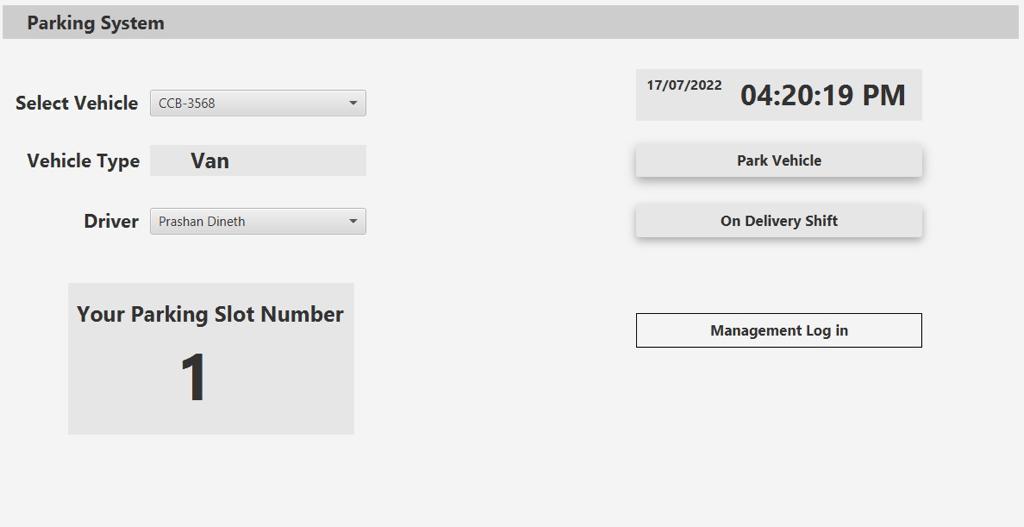 Parking System
Select Vehicle CCB-3568
17/07/2022 04:20:19 PM
Vehicle Type Van
Park Vehicle
Driver Prashan Dineth
On Delivery Shift
Your Parking Slot Number
1
Management Log in